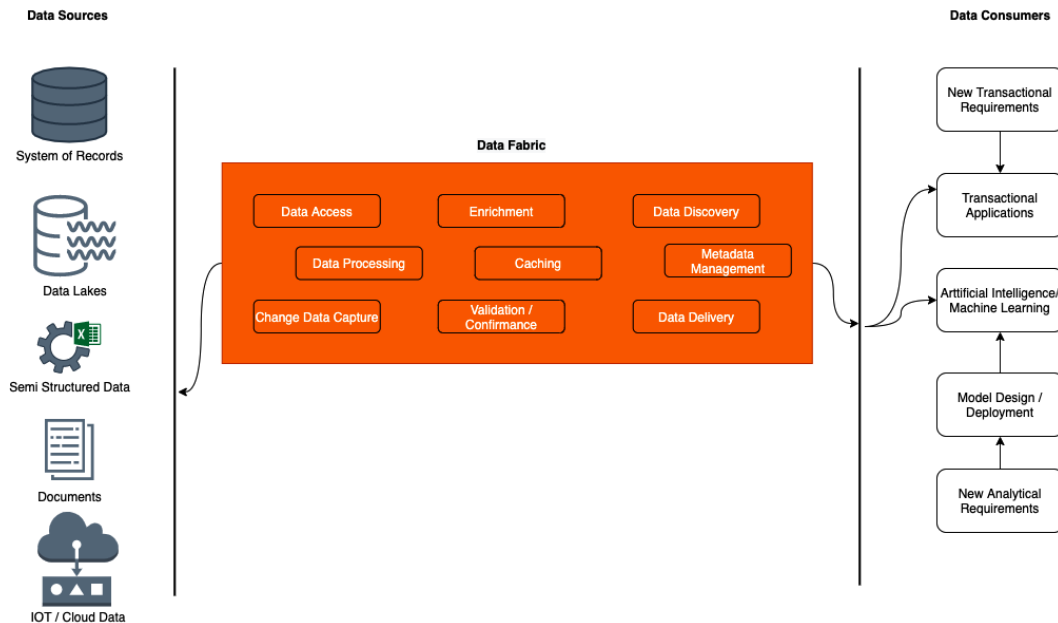 Data Sources
Data Consumers
System of Records
Data Lakes
Semi Structured Data
Documents
IOT / Cloud Data
Data Fabric
Data Access
Enrichment
Data Discovery
Data Processing
Caching
Metadata
Management
Change Data Capture
Validation /
Confirmance
Data Delivery
New Transactional
Requirements
Transactional
Applications
Arttificial Intelligence/
Machine Learning
Model Design /
Deployment
New Analytical
Requirements